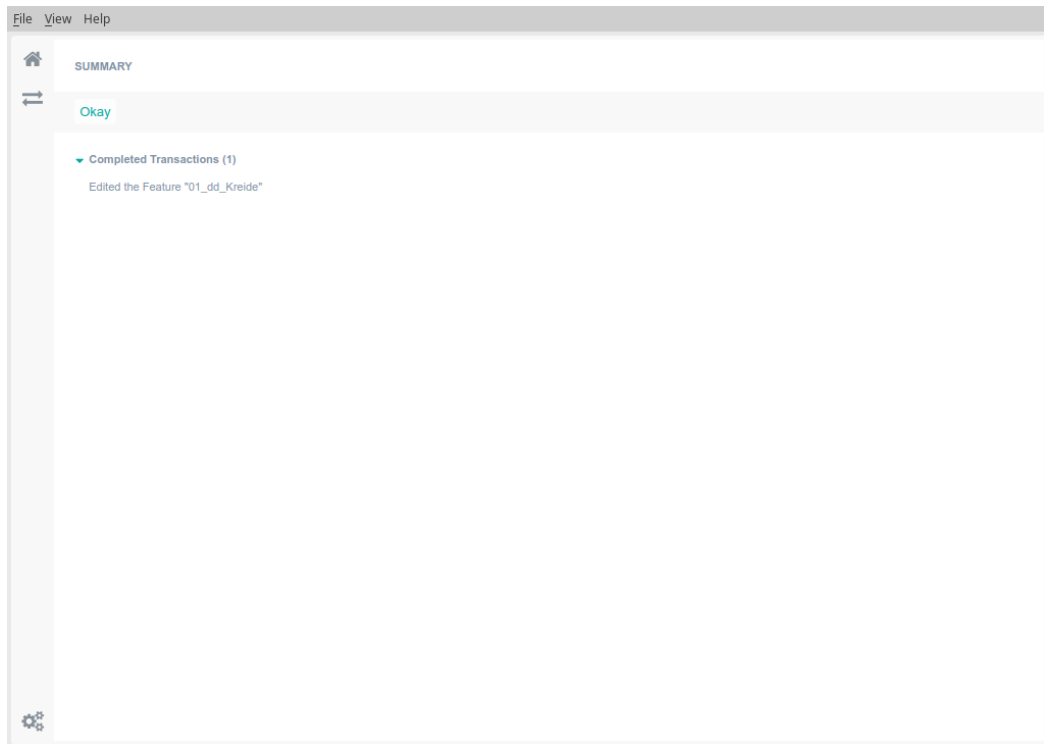 File View Help
SUMMARY
Okay
Completed Transactions (1)
Edited the Feature "01_dd_Kreide"